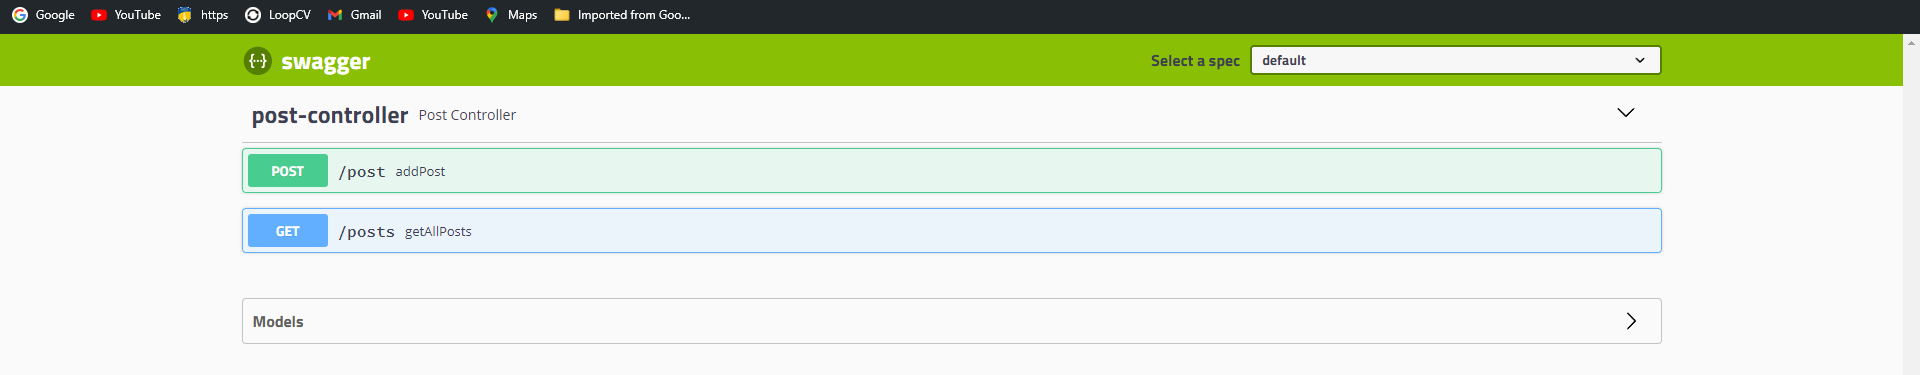 Google YouTube https LoopCV Gmail YouTube Maps Imported from Goo...
{··} swagger Select a spec default
post-controller Post Controller
POST /post addPost
GET /posts getAllPosts
Models